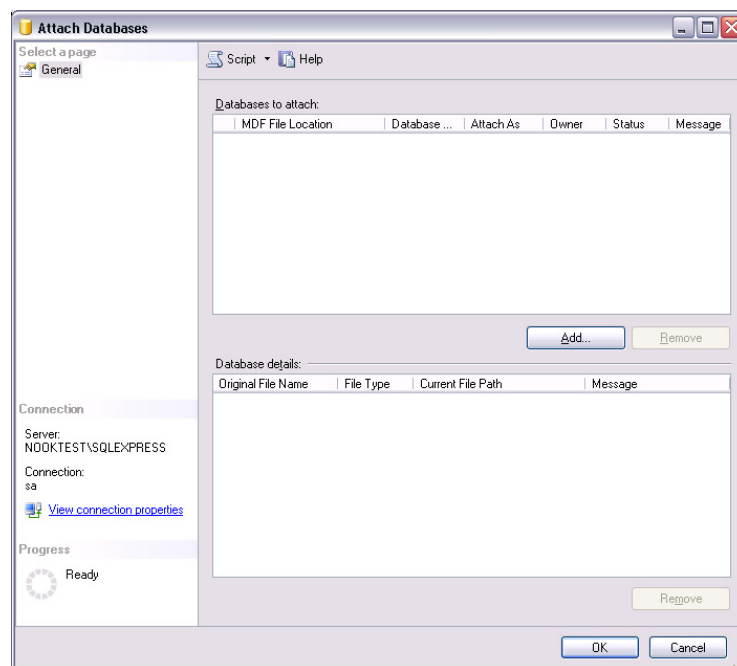 Attach Databases
Select a page
General
Script Help
Databases to attach:
MDF File Location Database ... Attach As Owner Status Message
Add... Remove
Database details:
Original File Name File Type Current File Path Message
Connection
Server:
NOOKTEST\SQLEXPRESS
Connection:
sa
View connection properties
Progress
Ready
Remove
OK Cancel